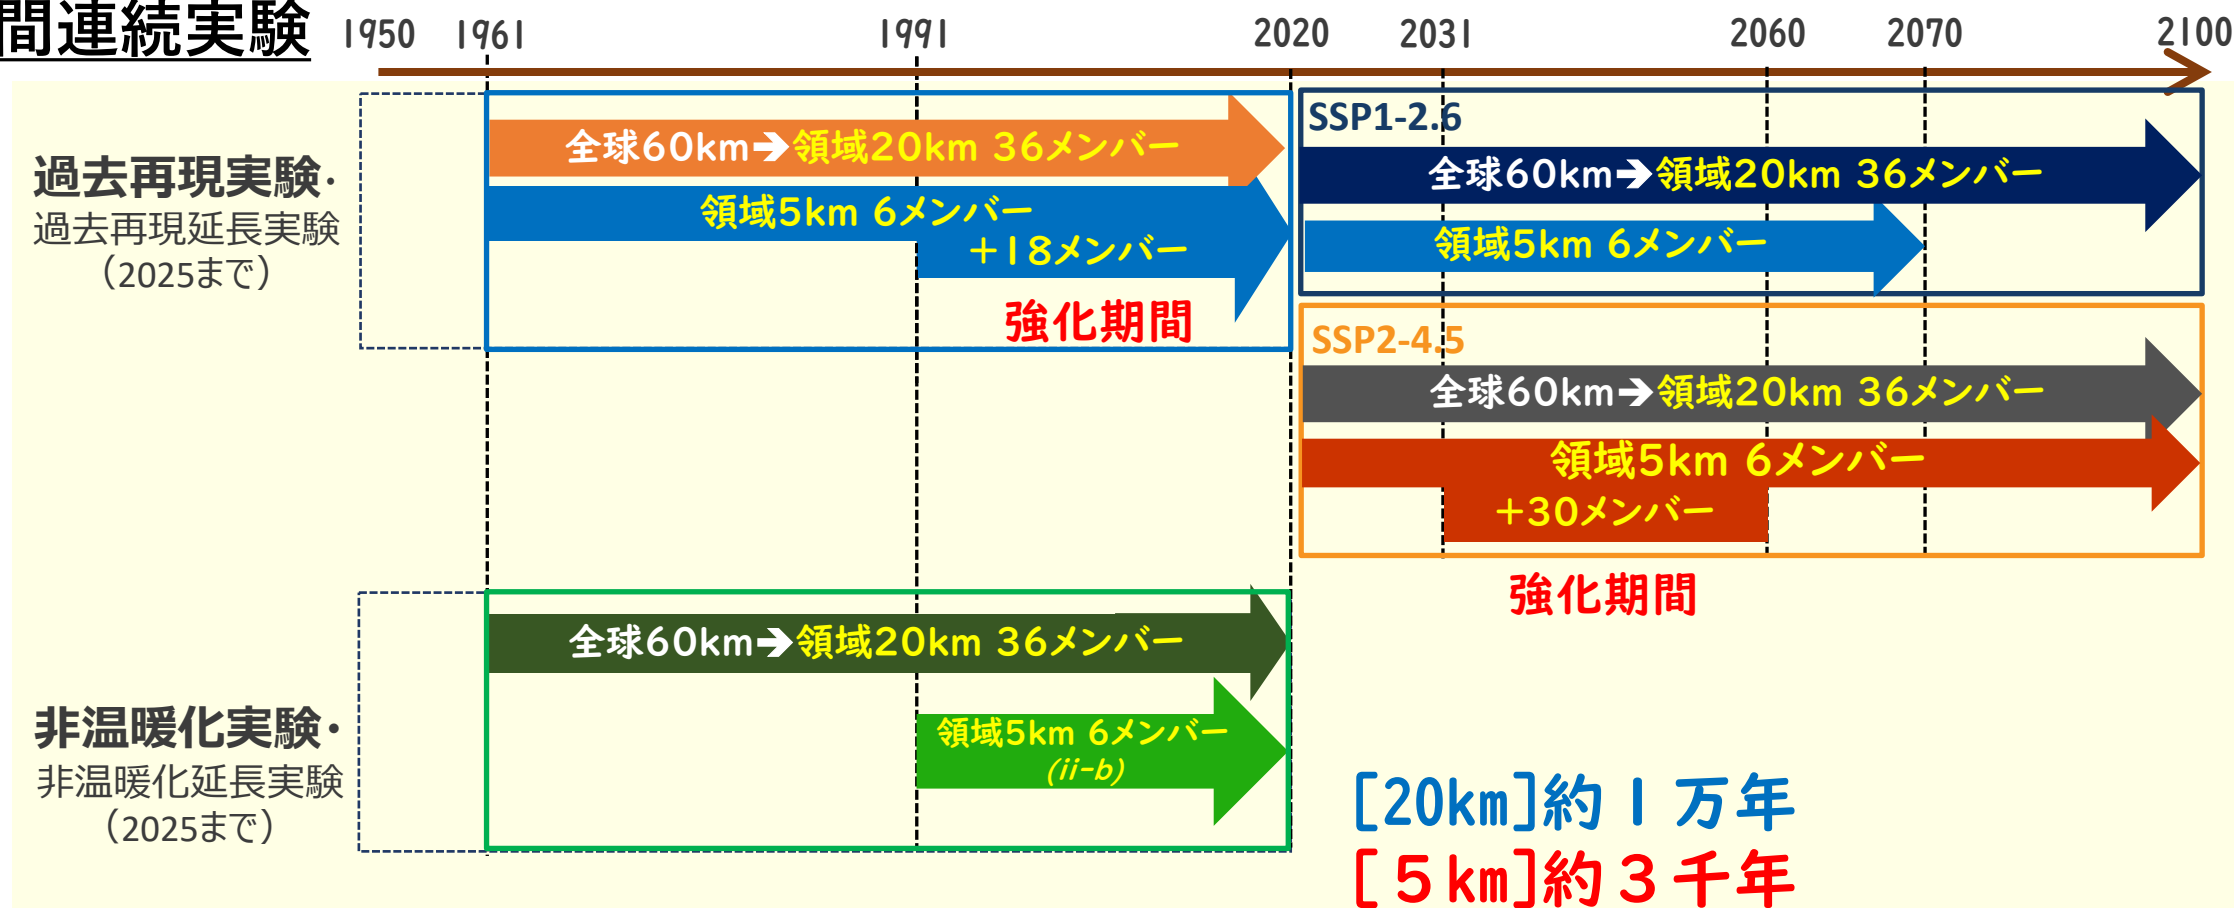 間連続実験
1950 1961 1991 2020 2031 2060 2070 2100
過去再現実験・
過去再現延長実験
（2025まで）
全球60km➔領域20km 36メンバー
領域5km 6メンバー
+18メンバー
強化期間
SSP1-2.6
全球60km➔領域20km 36メンバー
領域5km 6メンバー
SSP2-4.5
全球60km➔領域20km 36メンバー
領域5km 6メンバー
+30メンバー
強化期間
非温暖化実験・
非温暖化延長実験
（2025まで）
全球60km➔領域20km 36メンバー
領域5km 6メンバー
(ii-b)
[20km]約１万年
[５km]約３千年